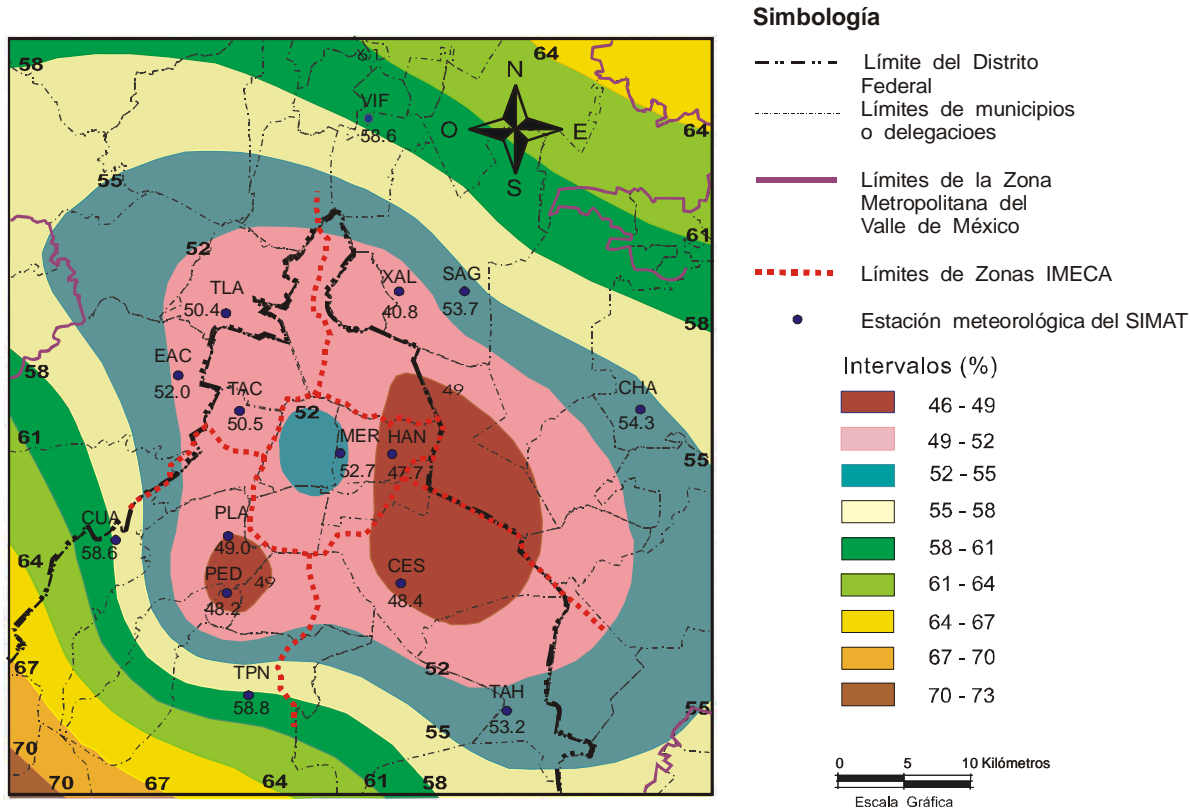 Simbología
Límite del Distrito
Federal
Límites de municipios
o delegacioes
Límites de la Zona
Metropolitana del
Valle de México
Límites de Zonas IMECA
Estación meteorológica del SIMAT
Intervalos (%)
46 - 49
49 - 52
52 - 55
55 - 58
58 - 61
61 - 64
64 - 67
67 - 70
70 - 73
0 5 10 Kilómetros
Escala Gráfica
64
58
N
VIF
58.6
O E
64
S
55
61
52
XAL SAG
TLA
40.8 53.7
50.4
58
EAC
58
52.0
TAC
49
CHA
50.5
52
54.3
61
MER HAN
52.7 47.7
55
PLA
CUA
49.0
58.6
64
PED 49
CES
48.2
48.4
67
52
TPN
58.8
TAH
53.2
55
55
70
70 67 64 61 58